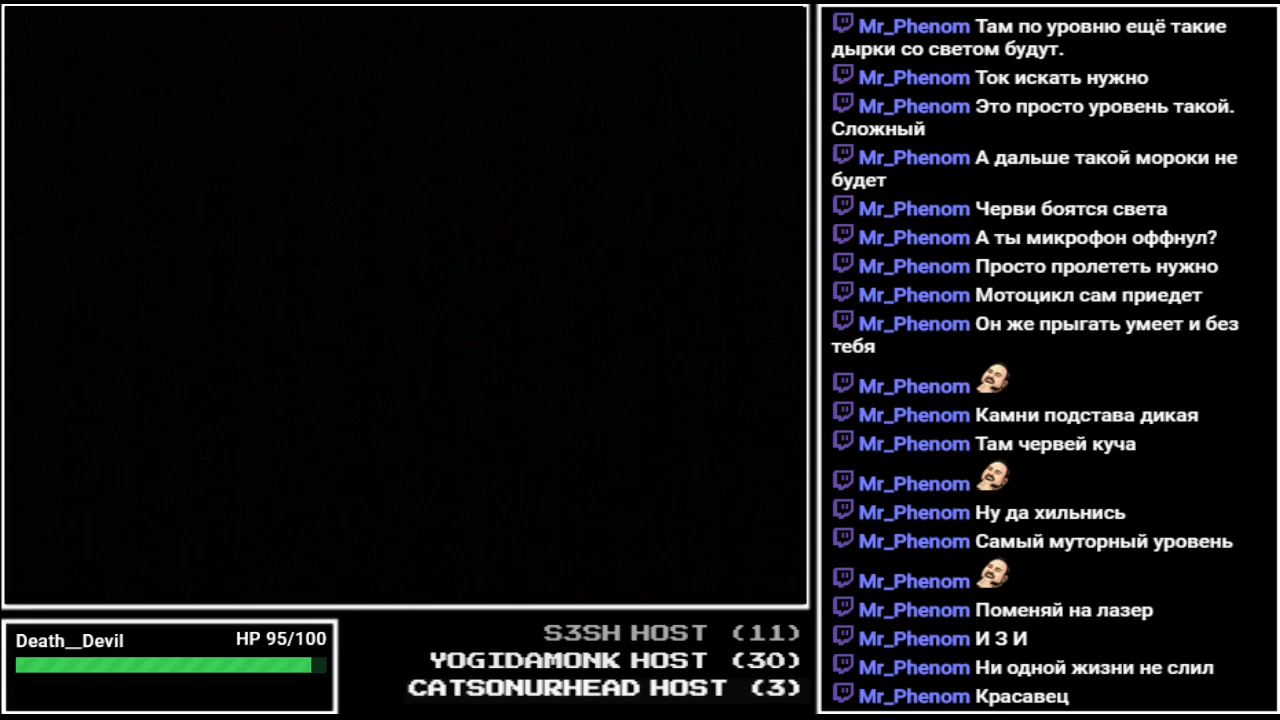 Mr_Phenom Там по уровню ещё такие
дырки со светом будут.
Mr_Phenom Ток искать нужно
Mr_Phenom Это просто уровень такой.
Сложный
Mr_Phenom А дальше такой мороки не
будет
Mr_Phenom Черви боятся света
Mr_Phenom А ты микрофон оффнул?
Mr_Phenom Просто пролететь нужно
Mr_Phenom Мотоцикл сам приедет
Mr_Phenom Он же прыгать умеет и без
тебя
Mr_Phenom
Mr_Phenom Камни подстава дикая
Mr_Phenom Там червей куча
Mr_Phenom
Mr_Phenom Ну да хильнись
Mr_Phenom Самый муторный уровень
Mr_Phenom
Mr_Phenom Поменяй на лазер
Mr_Phenom И З И
Mr_Phenom Ни одной жизни не слил
Mr_Phenom Красавец
Death__Devil HP 95/100
S3SH HOST (11)
YOGIDAMONK HOST (30)
CATSONURHEAD HOST (3)